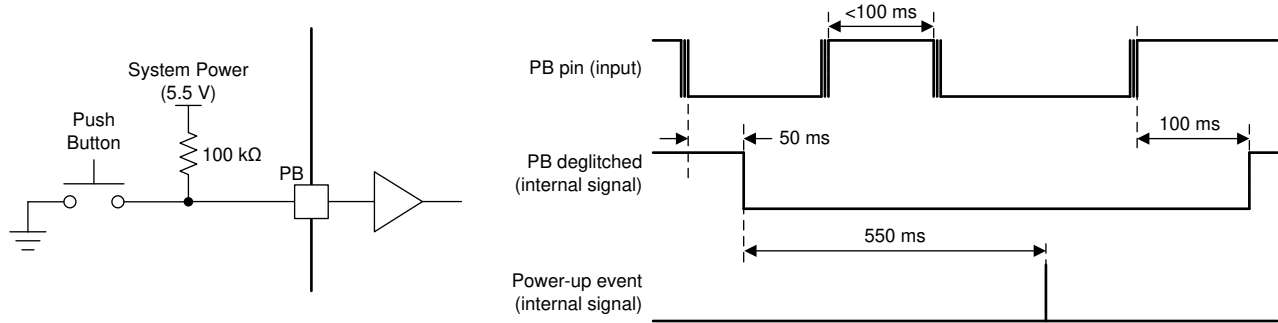 System Power
(5.5 V)
Push
Button
100 kΩ
PB
<100 ms
PB pin (input)
50 ms
100 ms
PB deglitched
(internal signal)
550 ms
Power-up event
(internal signal)